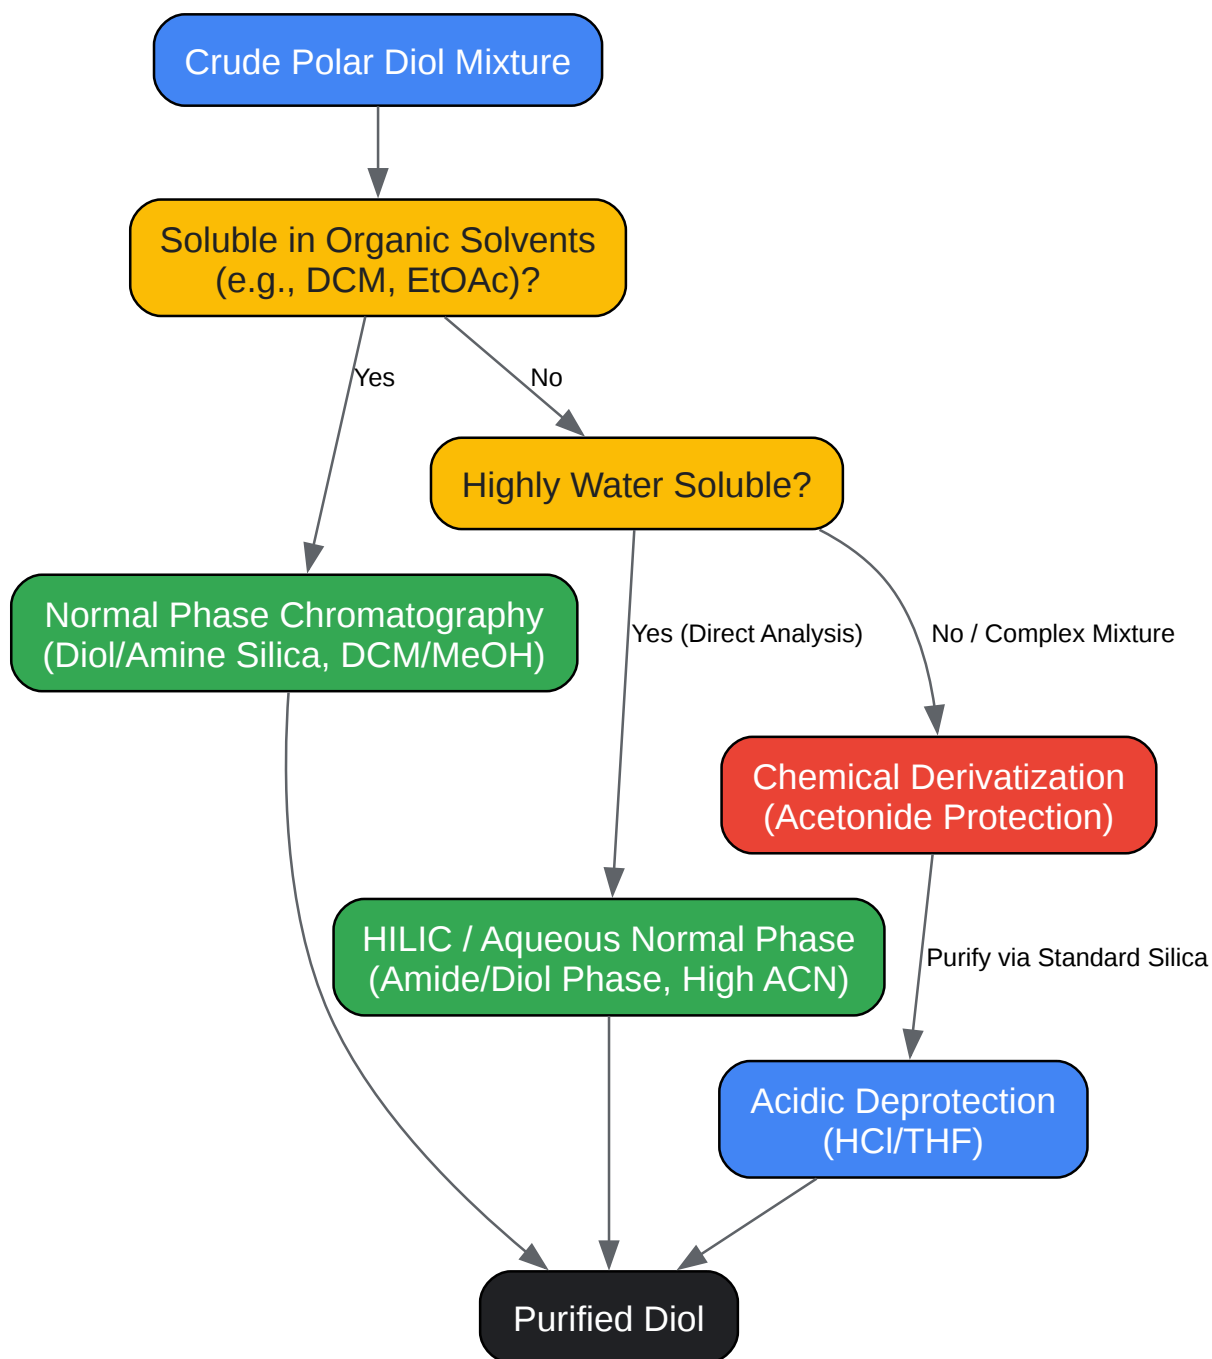 Crude Polar Diol Mixture
Soluble in Organic Solvents
(e.g., DCM, EtOAc)?
Yes
No
Highly Water Soluble?
Normal Phase Chromatography
(Diol/Amine Silica, DCM/MeOH)
Yes (Direct Analysis)
No / Complex Mixture
Chemical Derivatization
(Acetonide Protection)
HILIC / Aqueous Normal Phase
(Amide/Diol Phase, High ACN)
Purify via Standard Silica
Acidic Deprotection
(HCl/THF)
Purified Diol